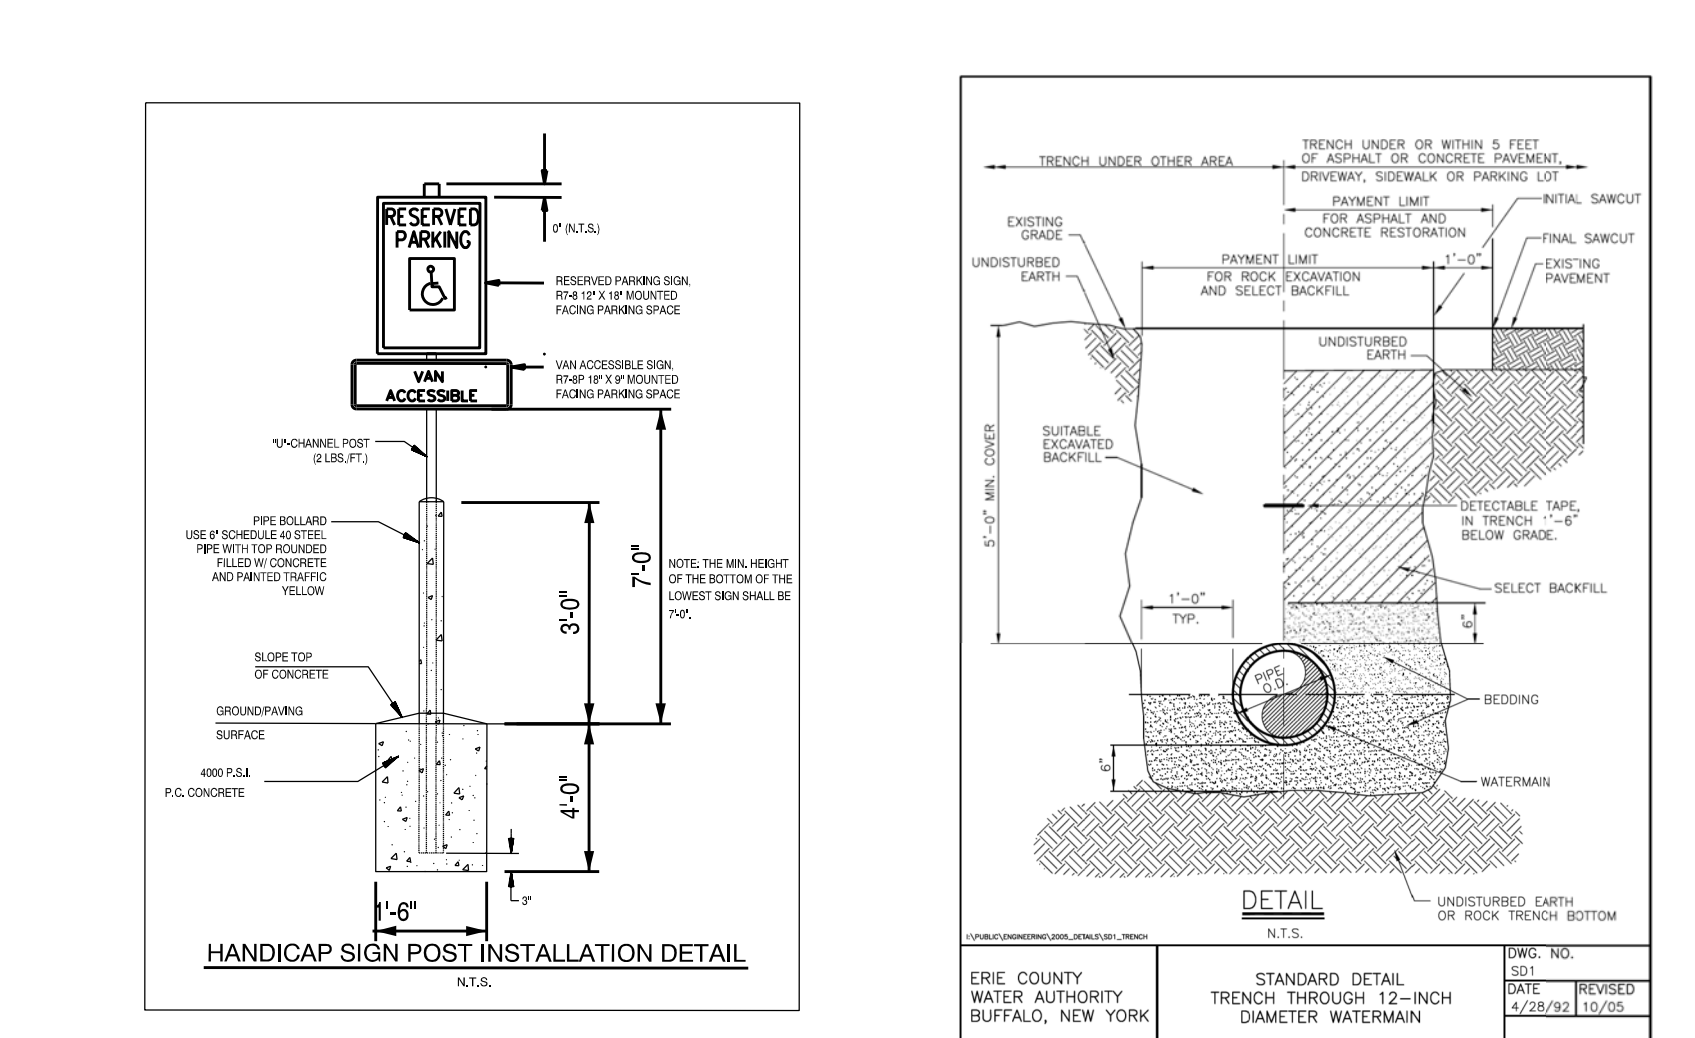 RESERVED
PARKING
0" (N.T.S.)
RESERVED PARKING SIGN,
R7-8 12" X 18" MOUNTED
FACING PARKING SPACE
VAN
ACCESSIBLE
VAN ACCESSIBLE SIGN,
R7-8P 18" X 9" MOUNTED
FACING PARKING SPACE
"U"-CHANNEL POST
(2 LBS./FT.)
PIPE BOLLARD
USE 6" SCHEDULE 40 STEEL
PIPE WITH TOP ROUNDED
FILLED W/ CONCRETE
AND PAINTED TRAFFIC
YELLOW
3'-0"
7'-0"
NOTE: THE MIN. HEIGHT
OF THE BOTTOM OF THE
LOWEST SIGN SHALL BE
7'-0".
SLOPE TOP
OF CONCRETE
GROUND/PAVING
SURFACE
4000 P.S.I.
P.C. CONCRETE
4'-0"
3"
1'-6"
HANDICAP SIGN POST INSTALLATION DETAIL
N.T.S.
TRENCH UNDER OTHER AREA
TRENCH UNDER OR WITHIN 5 FEET
OF ASPHALT OR CONCRETE PAVEMENT,
DRIVEWAY, SIDEWALK OR PARKING LOT
PAYMENT LIMIT
FOR ASPHALT AND
CONCRETE RESTORATION
INITIAL SAWCUT
FINAL SAWCUT
EXISTING
PAVEMENT
EXISTING
GRADE
UNDISTURBED
EARTH
PAYMENT LIMIT
FOR ROCK EXCAVATION
AND SELECT BACKFILL
1'-0"
UNDISTURBED
EARTH
SUITABLE
EXCAVATED
BACKFILL
5'-0" MIN. COVER
DETECTABLE TAPE,
IN TRENCH 1'-6"
BELOW GRADE.
SELECT BACKFILL
1'-0"
TYP.
6"
PIPE
O.D.
BEDDING
6"
WATERMAIN
UNDISTURBED EARTH
OR ROCK TRENCH BOTTOM
DETAIL
N.T.S.
I:\PUBLIC\ENGINEERING\2005_DETAILS\SD1_TRENCH
ERIE COUNTY
WATER AUTHORITY
BUFFALO, NEW YORK
STANDARD DETAIL
TRENCH THROUGH 12-INCH
DIAMETER WATERMAIN
DWG. NO.
SD1
DATE
4/28/92
REVISED
10/05